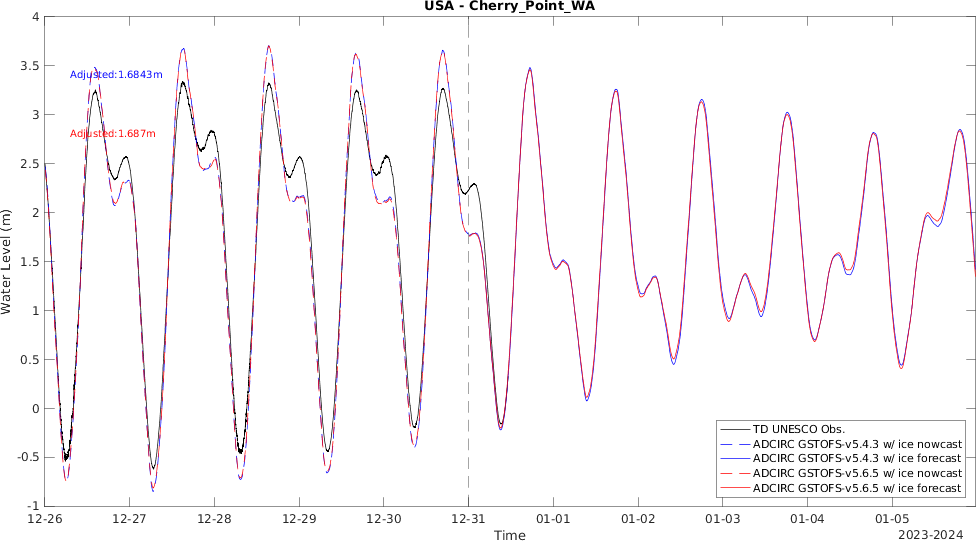 USA - Cherry_Point_WA
4
3.5
3
2.5
2
1.5
1
0.5
0
-0.5
-1
Water Level (m)
Adjusted:1.6843m
Adjusted:1.687m
TD UNESCO Obs.
ADCIRC GSTOFS-v5.4.3 w/ ice nowcast
ADCIRC GSTOFS-v5.4.3 w/ ice forecast
ADCIRC GSTOFS-v5.6.5 w/ ice nowcast
ADCIRC GSTOFS-v5.6.5 w/ ice forecast
12-26 12-27 12-28 12-29 12-30 12-31 01-01 01-02 01-03 01-04 01-05
Time
2023-2024